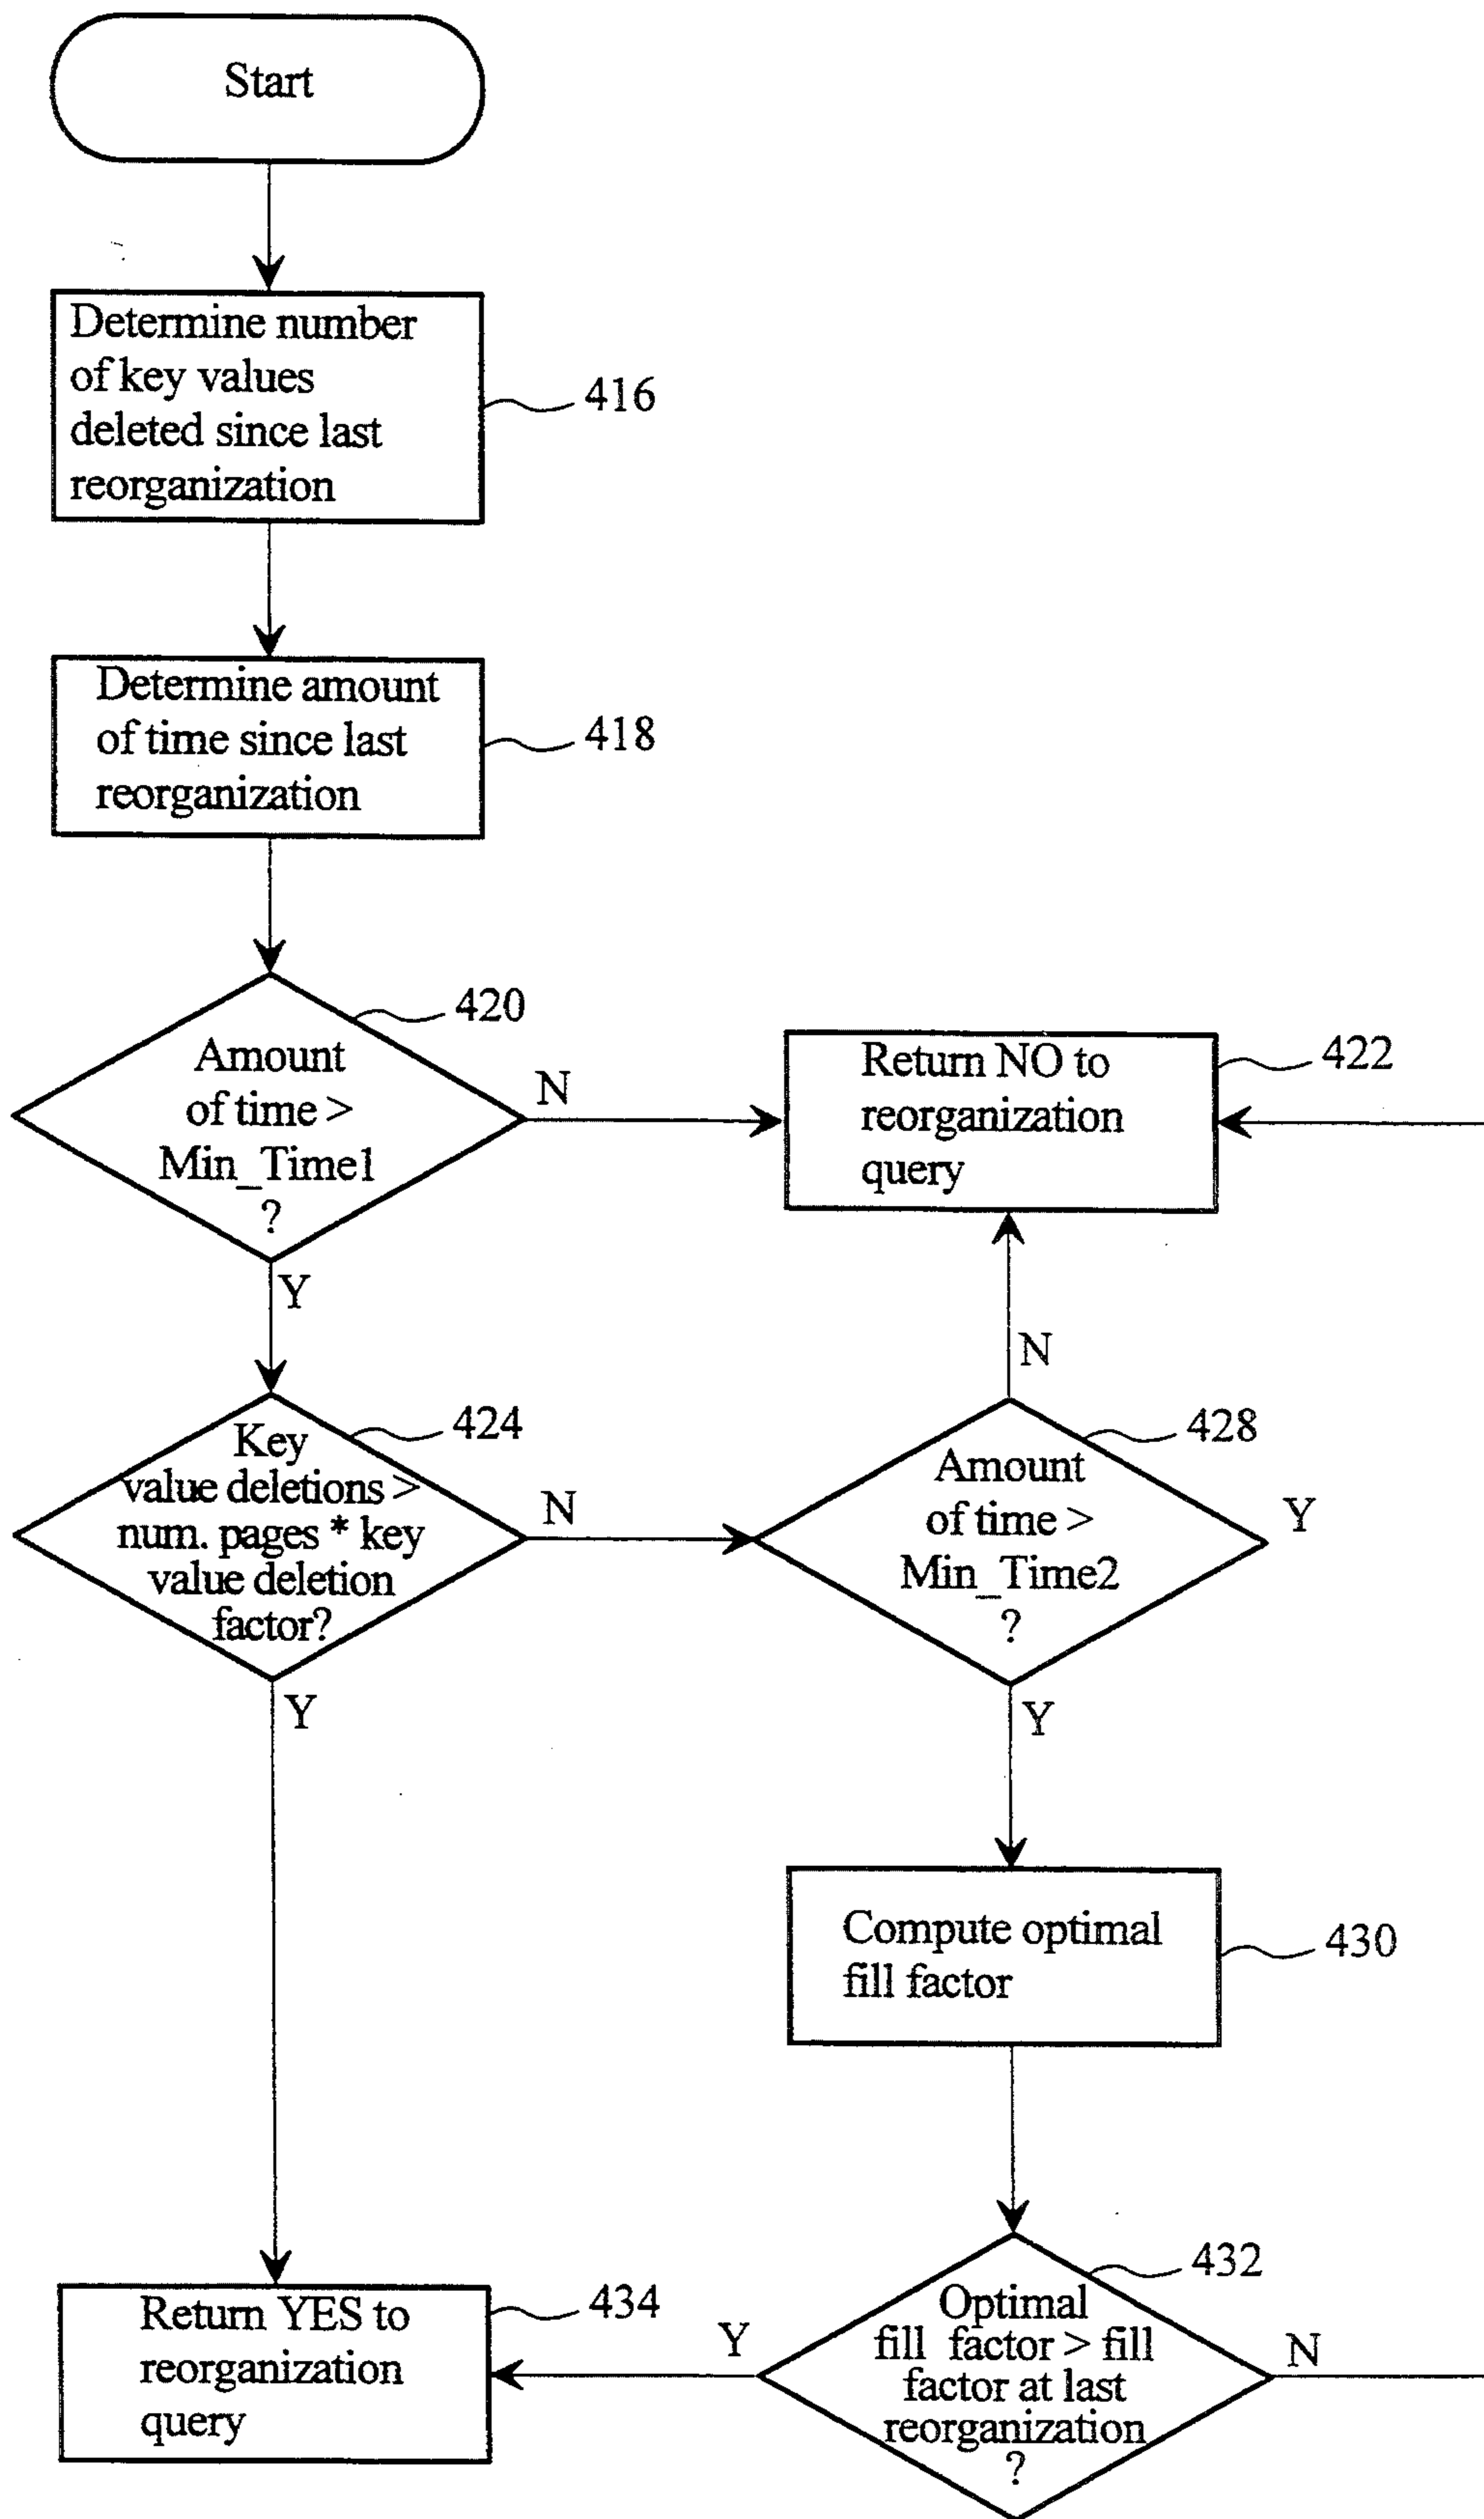 Start
Determine number
of key values
deleted since last
reorganization
416
Determine amount
of time since last
reorganization
418
420
Amount
of time >
Min_Time1
?
N
Y
Return NO to
reorganization
query
422
424
Key
value deletions >
num. pages * key
value deletion
factor?
N
Y
428
Amount
of time >
Min_Time2
?
N
Y
Y
Compute optimal
fill factor
430
432
Optimal
fill factor > fill
factor at last
reorganization
?
Y
N
Return YES to
reorganization
query
434